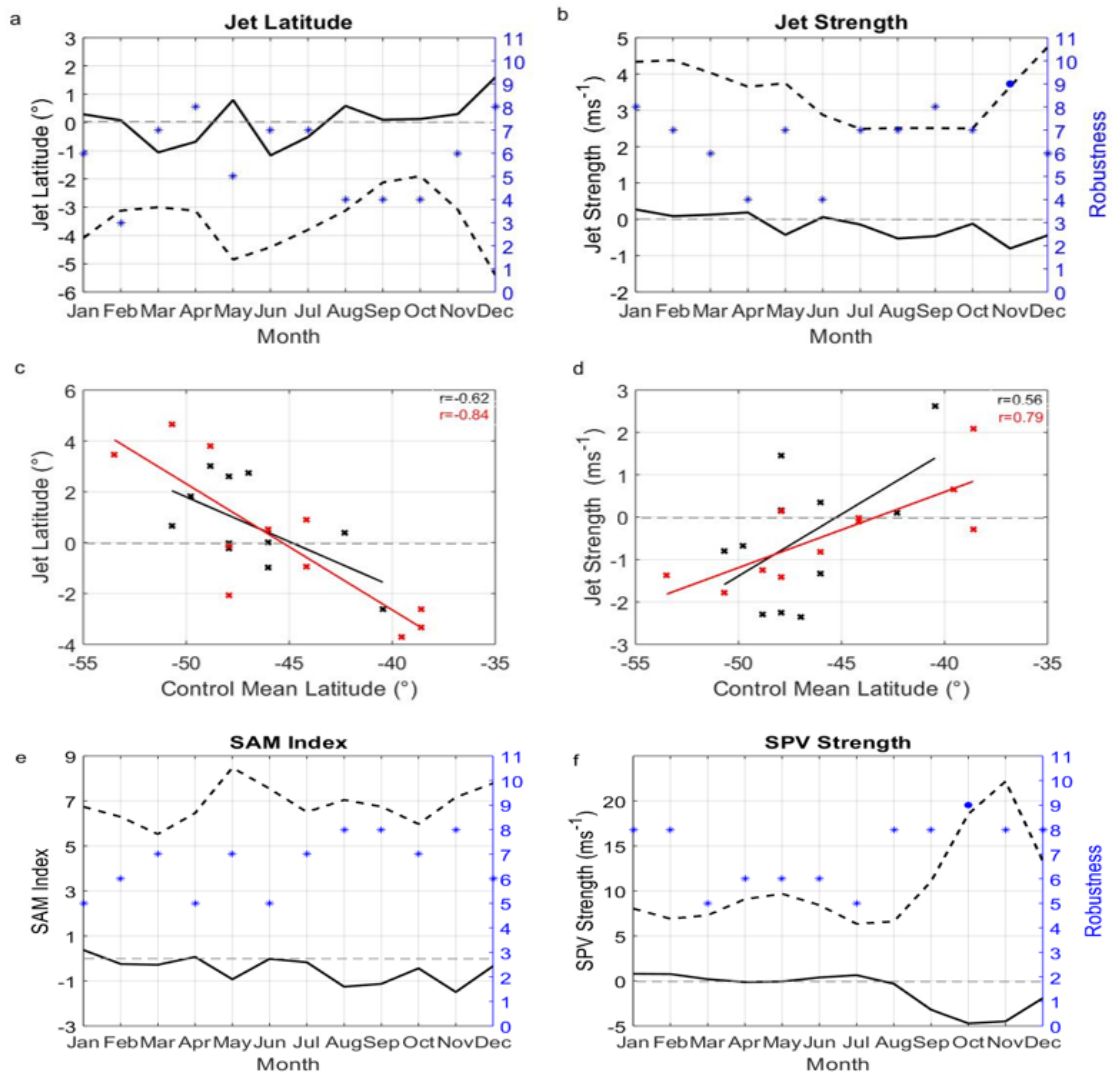 a
Jet Latitude
3
2
1
0
-1
-2
-3
-4
-5
-6
Jet Latitude (°)
11
10
9
8
7
6
5
4
3
2
1
0
Jan Feb Mar Apr May Jun Jul Aug Sep Oct Nov Dec
Month
b
Jet Strength
5
4
3
2
1
0
-1
-2
Jet Strength (ms-1)
11
10
9
8
7
6
5
4
3
2
1
0
Robustness
Jan Feb Mar Apr May Jun Jul Aug Sep Oct Nov Dec
Month
c
6
4
2
0
-2
-4
Jet Latitude (°)
r=-0.62
r=-0.84
-55 -50 -45 -40 -35
Control Mean Latitude (°)
d
3
2
1
0
-1
-2
-3
Jet Strength (ms-1)
r=0.56
r=0.79
-55 -50 -45 -40 -35
Control Mean Latitude (°)
e
SAM Index
9
7
5
3
1
-1
-3
SAM Index
11
10
9
8
7
6
5
4
3
2
1
0
Jan Feb Mar Apr May Jun Jul Aug Sep Oct Nov Dec
Month
f
SPV Strength
20
15
10
5
0
-5
SPV Strength (ms-1)
11
10
9
8
7
6
5
4
3
2
1
0
Robustness
Jan Feb Mar Apr May Jun Jul Aug Sep Oct Nov Dec
Month